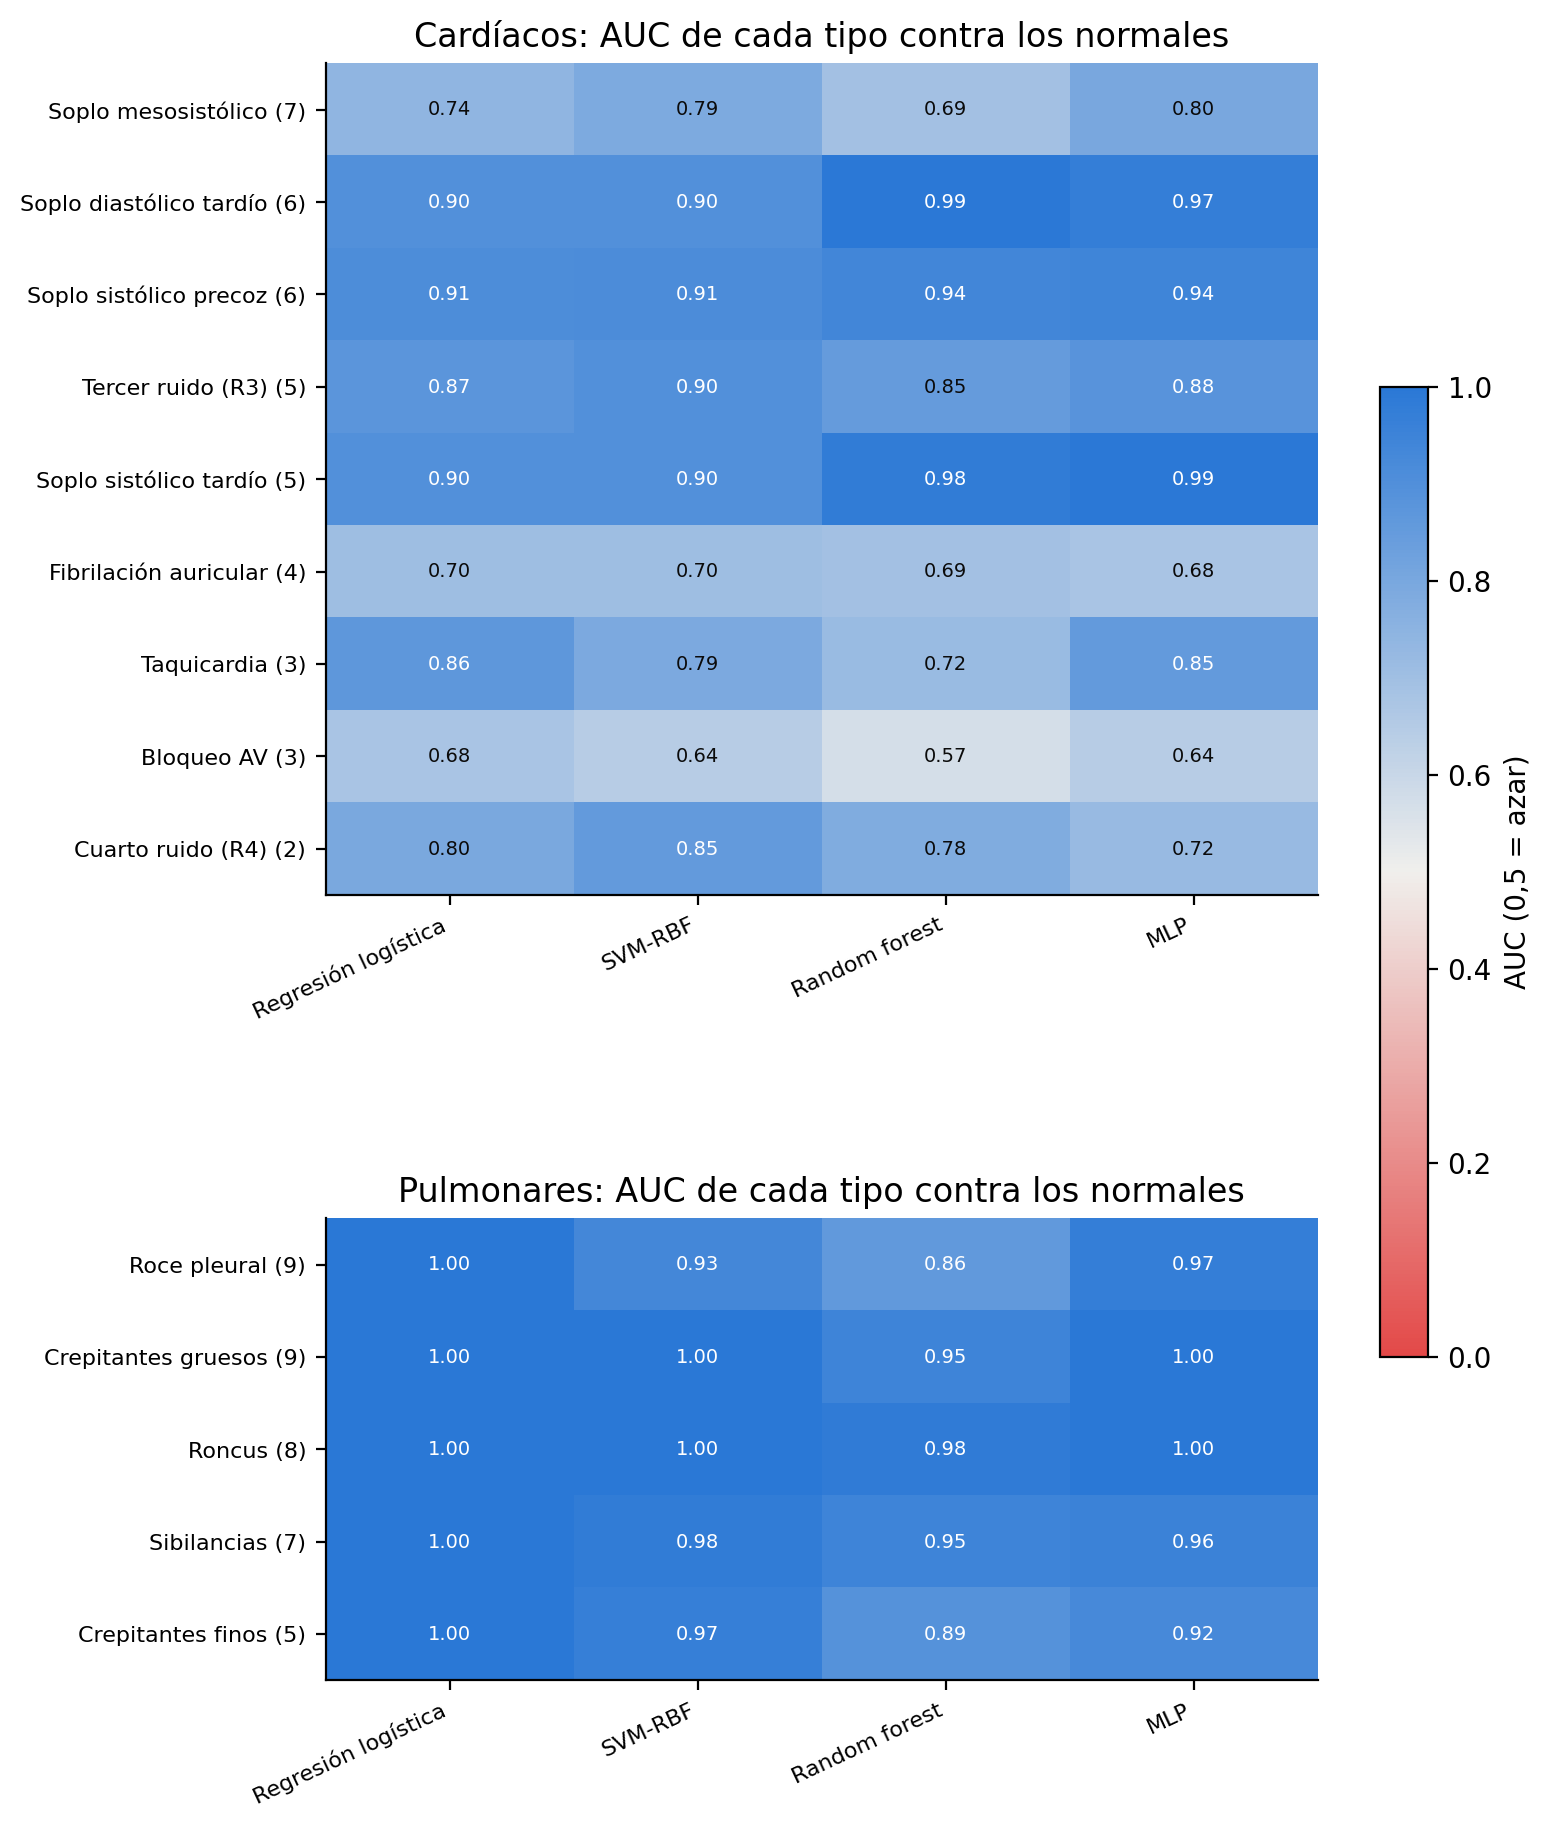 Cardíacos: AUC de cada tipo contra los normales
Soplo mesosistólico (7) 0.74 0.79 0.69 0.80
Soplo diastólico tardío (6) 0.90 0.90 0.99 0.97
Soplo sistólico precoz (6) 0.91 0.91 0.94 0.94
Tercer ruido (R3) (5) 0.87 0.90 0.85 0.88
Soplo sistólico tardío (5) 0.90 0.90 0.98 0.99
Fibrilación auricular (4) 0.70 0.70 0.69 0.68
Taquicardia (3) 0.86 0.79 0.72 0.85
Bloqueo AV (3) 0.68 0.64 0.57 0.64
Cuarto ruido (R4) (2) 0.80 0.85 0.78 0.72
Regresión logística SVM-RBF Random forest MLP
Pulmonares: AUC de cada tipo contra los normales
Roce pleural (9) 1.00 0.93 0.86 0.97
Crepitantes gruesos (9) 1.00 1.00 0.95 1.00
Roncus (8) 1.00 1.00 0.98 1.00
Sibilancias (7) 1.00 0.98 0.95 0.96
Crepitantes finos (5) 1.00 0.97 0.89 0.92
Regresión logística SVM-RBF Random forest MLP
1.0
0.8
0.6
0.4
0.2
0.0
AUC (0,5 = azar)